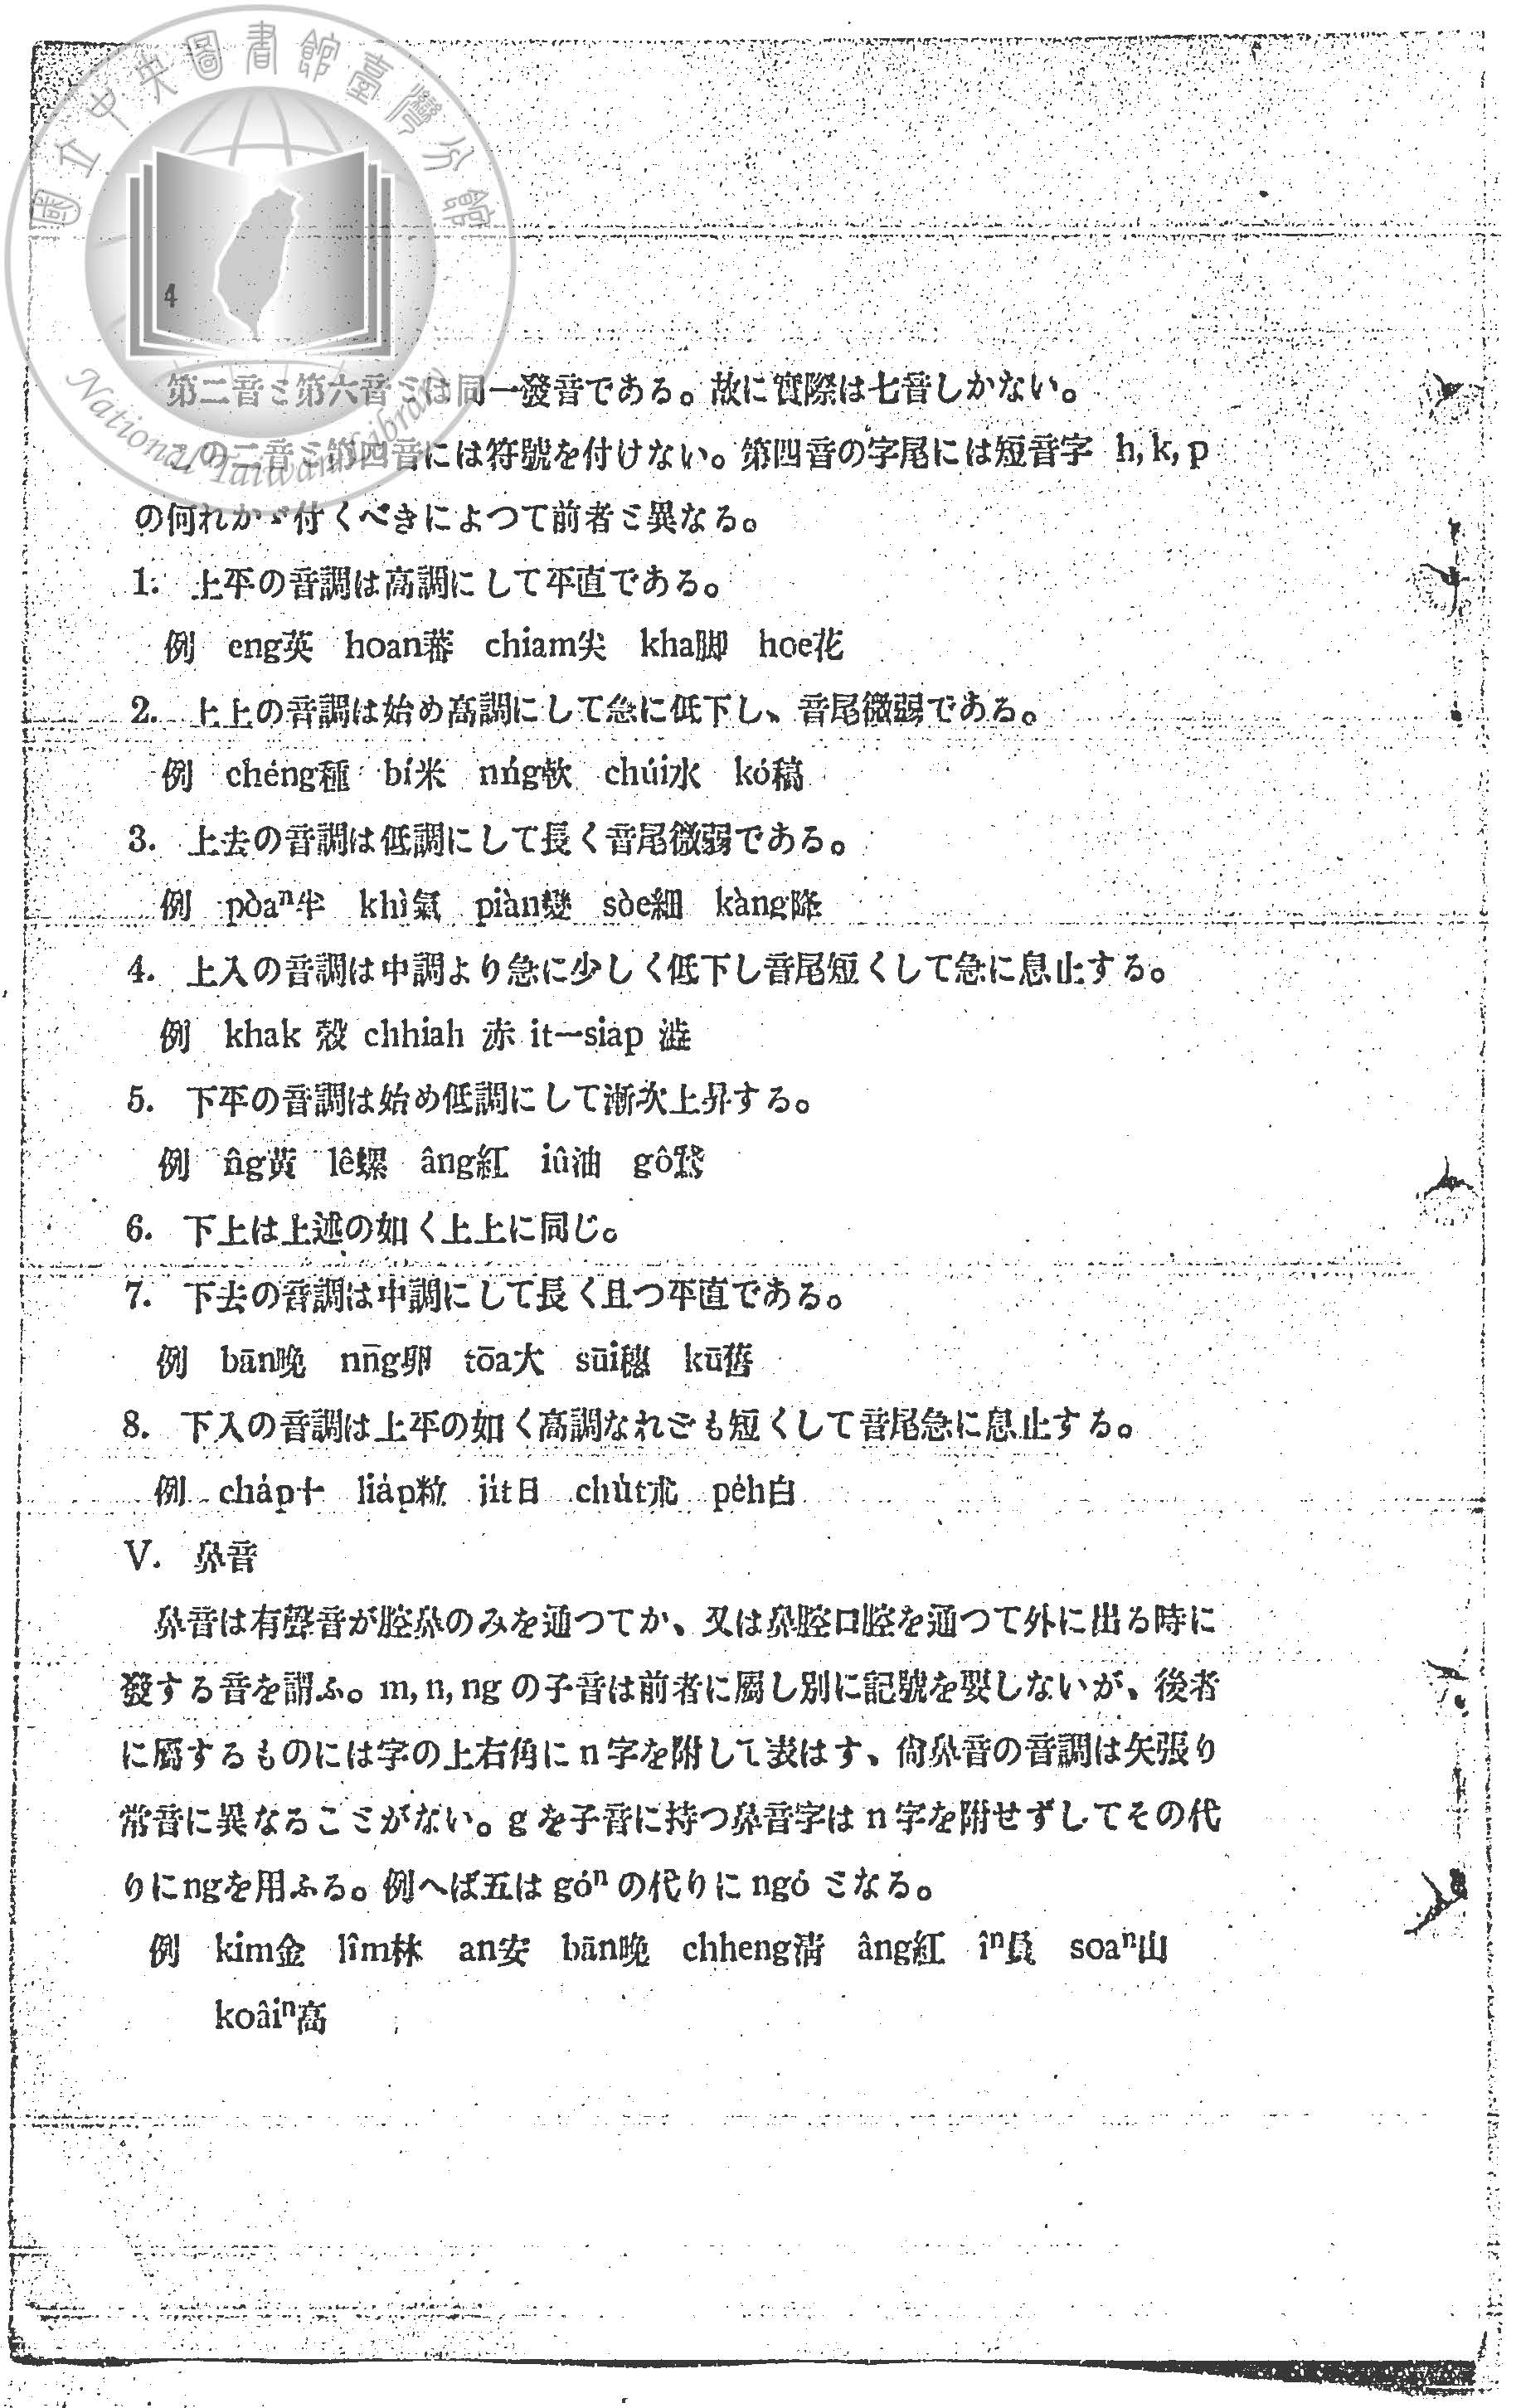 國立中央圖書館臺灣分館
National Taiwan Library
4
第二音ミ第六音ミは同一發音である。故に實際は七音しかない。
この二音ミ第四音には符號を付けない。第四音の字尾には短音字 h, k, p
の何れかゞ付くべきによつて前者ミ異なる。
1. 上平の音調は高調にして平直である。
例 eng英 hoan蕃 chiam尖 kha脚 hoe花
2. 上上の音調は始め高調にして急に低下し、音尾微弱である。
例 chéng種 bí米 nńg軟 chúi水 kó稿
3. 上去の音調は低調にして長く音尾微弱である。
例 pòaⁿ半 khì氣 piàn變 sòe細 kàng降
4. 上入の音調は中調より急に少しく低下し音尾短くして急に息止する。
例 khak 殼 chhiah 赤 it一siap 澁
5. 下平の音調は始め低調にして漸次上昇する。
例 n̂g黃 lê螺 âng紅 iû油 gô鵞
6. 下上は上述の如く上上に同じ。
7. 下去の音調は中調にして長く且つ平直である。
例 bān晚 nn̄g卵 tōa大 sūi穗 kū舊
8. 下入の音調は上平の如く高調なれども短くして音尾急に息止する。
例 cha̍p十 lia̍p粒 ji̍t日 chu̍t朮 pe̍h白
V. 鼻音
鼻音は有聲音が腔鼻のみを通つてか、又は鼻腔口腔を通つて外に出る時に
發する音を謂ふ。m, n, ng の子音は前者に屬し別に記號を要しないが、後者
に屬するものには字の上右角に n 字を附して表はす、尙鼻音の音調は矢張り
常音に異なるこミがない。g を子音に持つ鼻音字は n 字を附せずしてその代
りにngを用ふる。例へば五は góⁿ の代りに ngó ミなる。
例 kim金 lîm林 an安 bān晚 chheng淸 âng紅 îⁿ員 soaⁿ山
koâiⁿ高